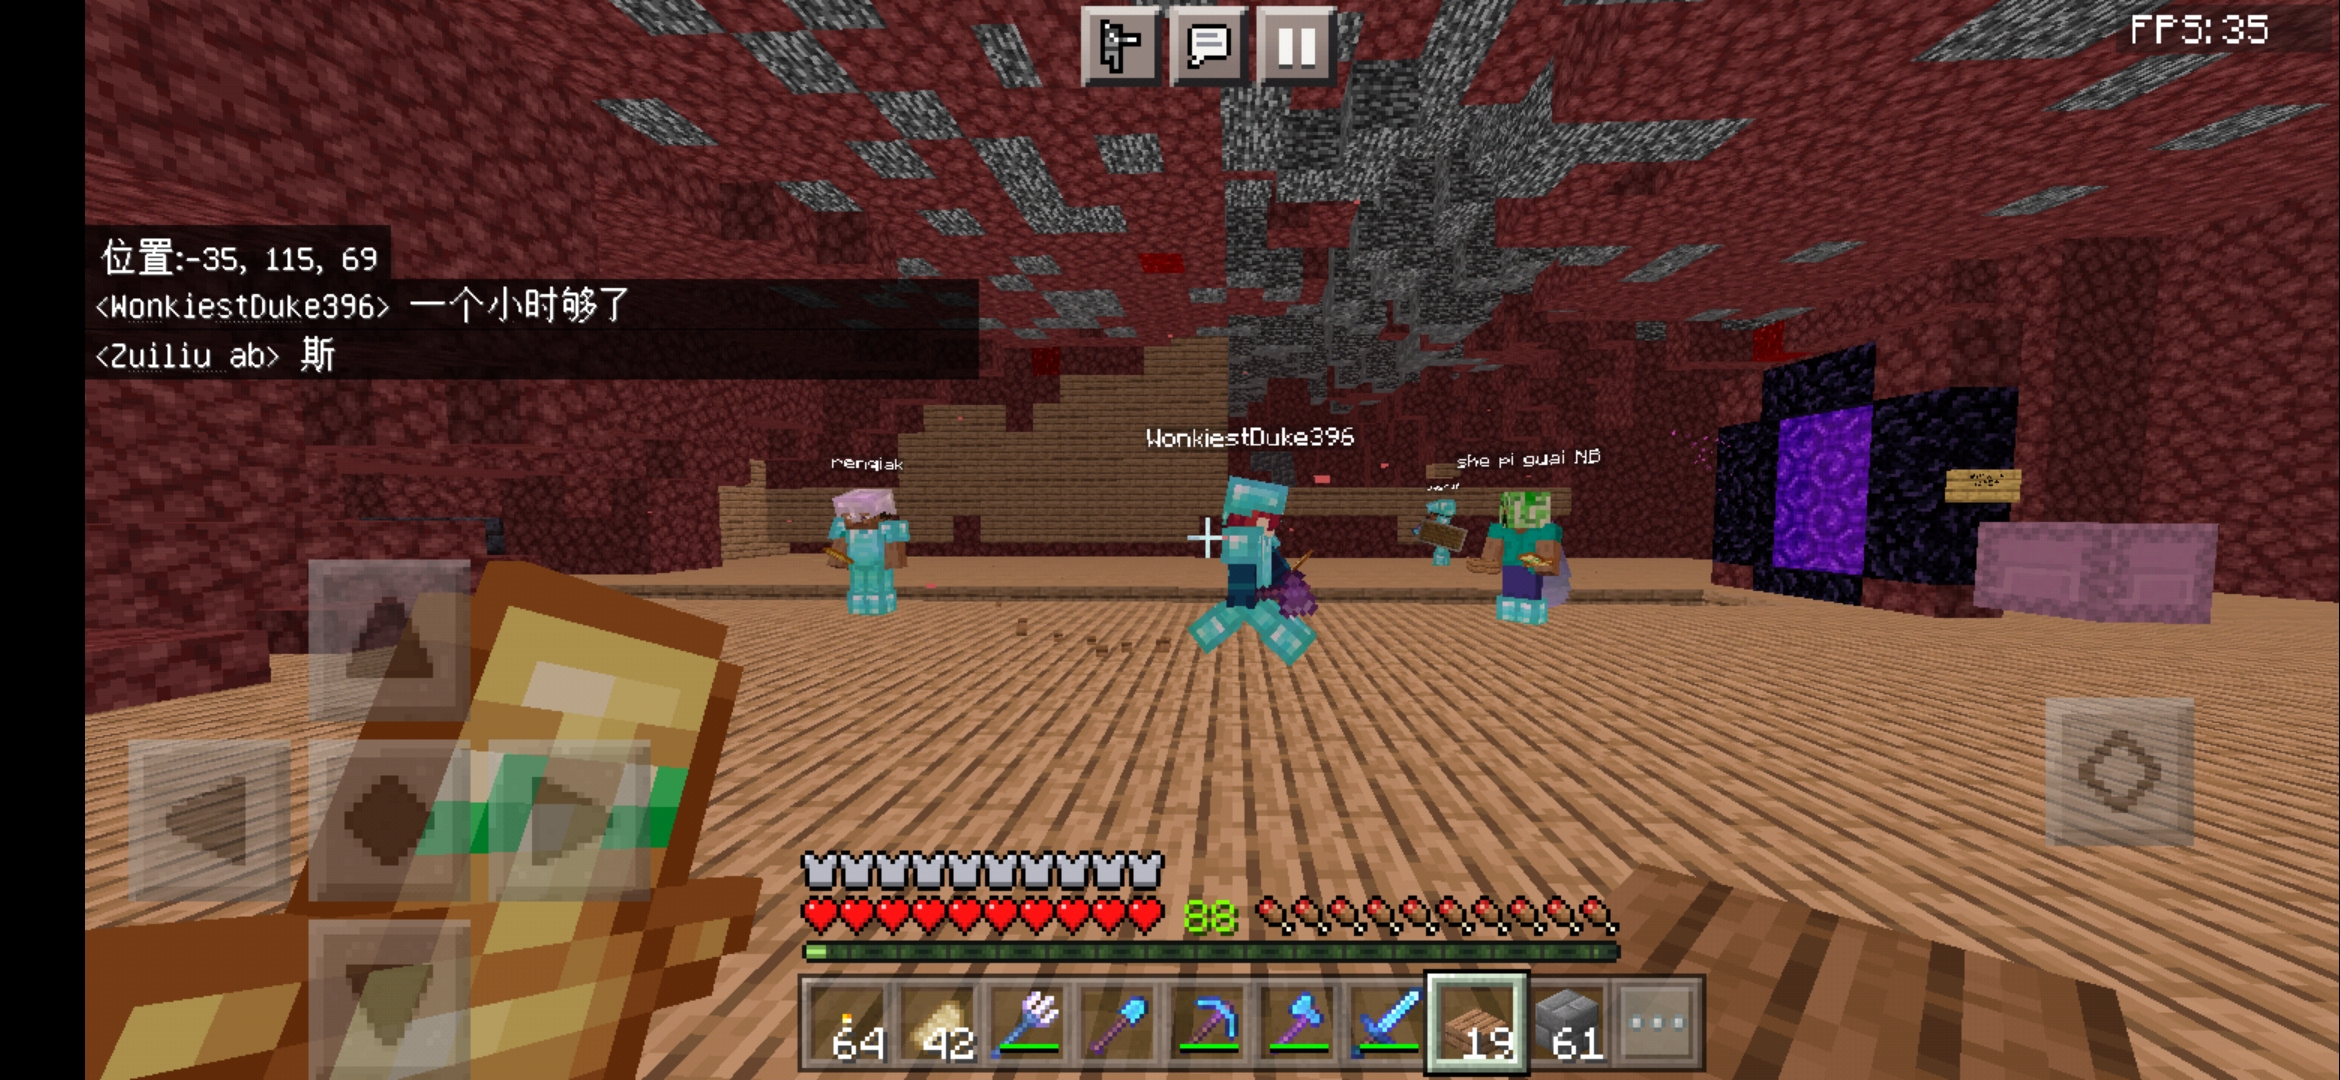 FPS:35
位置:-35, 115, 69
<WonkiestDuke396> 一个小时够了
<Zuiliu ab> 斯
WonkiestDuke396
renqiak
she pi guai NB
88
64
42
19
61